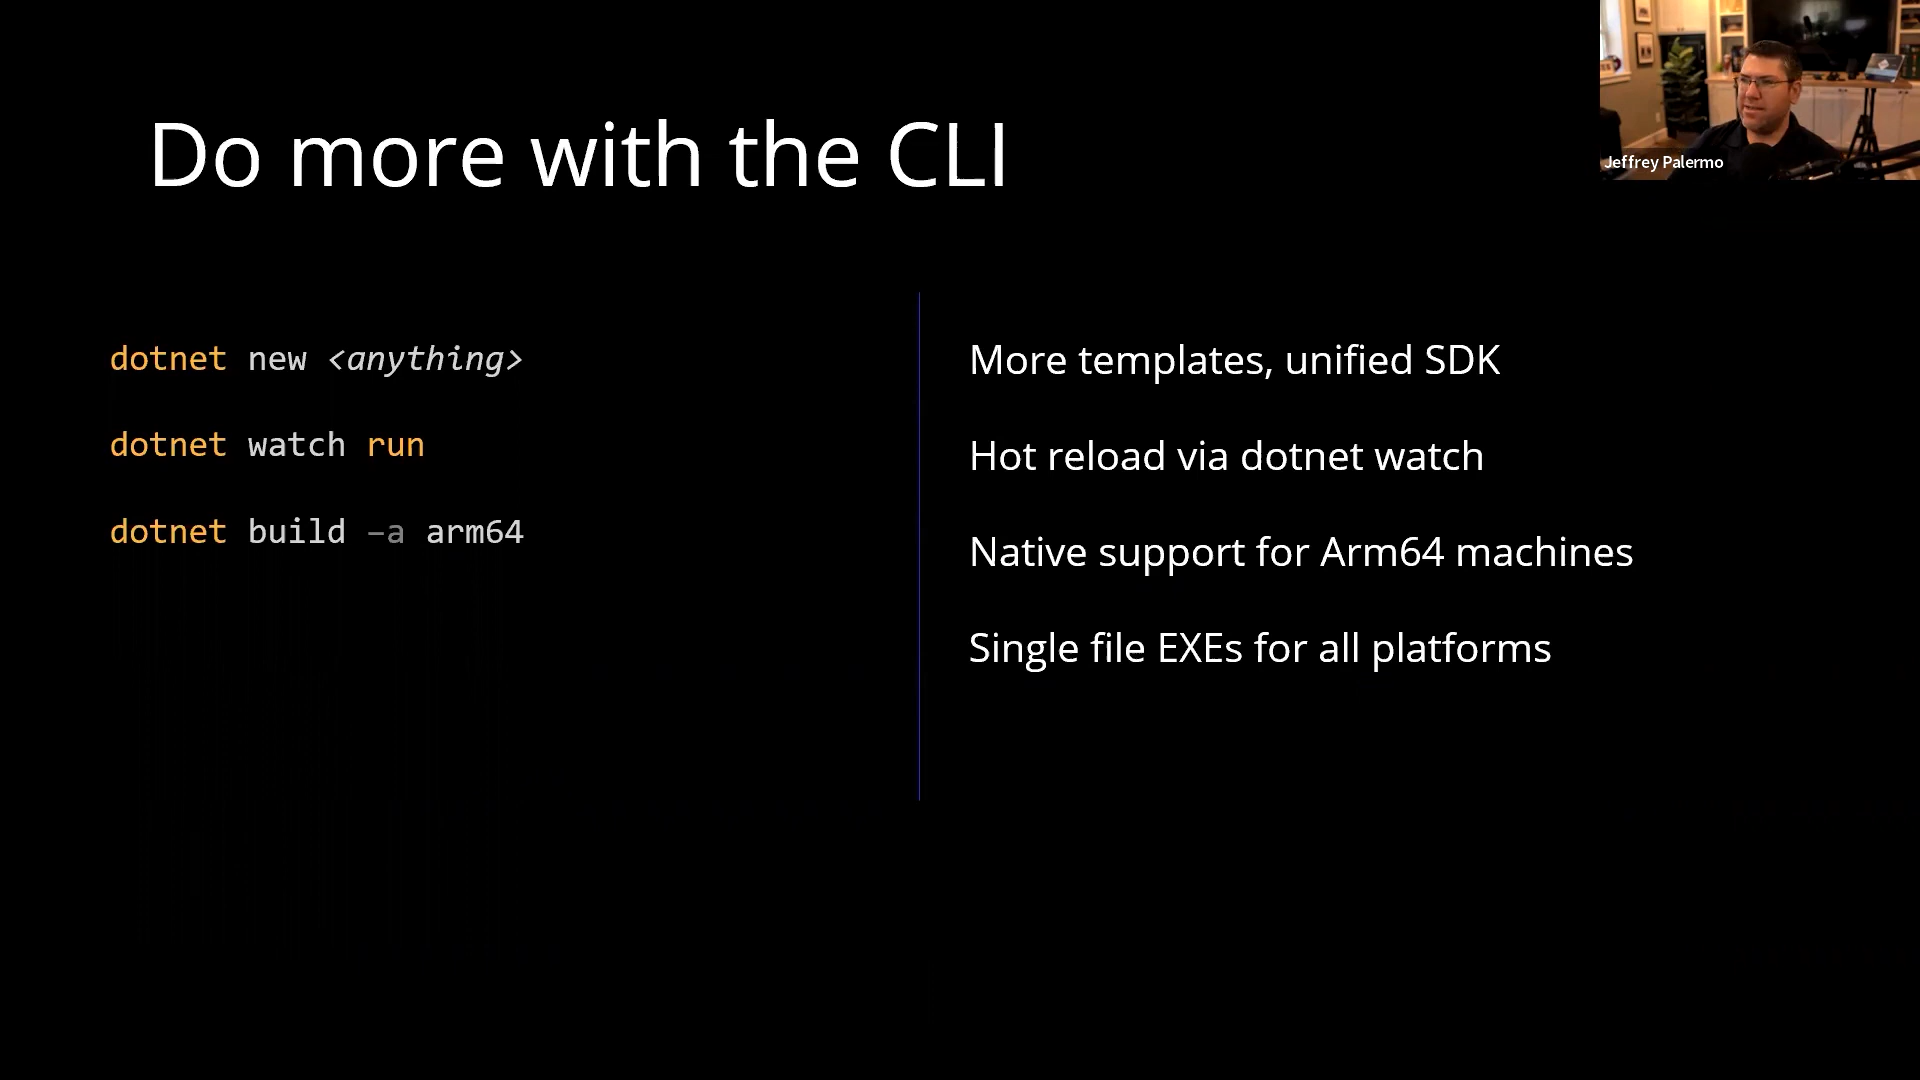 Do more with the CLI
Jeffrey Palermo
dotnet new <anything>
dotnet watch run
dotnet build –a arm64
More templates, unified SDK
Hot reload via dotnet watch
Native support for Arm64 machines
Single file EXEs for all platforms